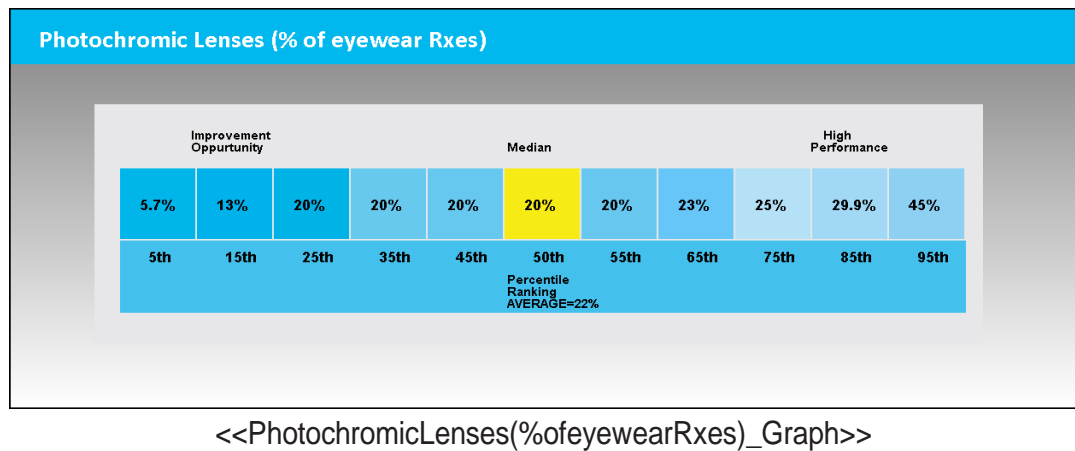 Photochromic Lenses (% of eyewear Rxes)
Improvement
Oppurtunity
Median
High
Performance
5.7% 13% 20% 20% 20% 20% 20% 23% 25% 29.9% 45%
5th 15th 25th 35th 45th 50th 55th 65th 75th 85th 95th
Percentile
Ranking
AVERAGE=22%
<<PhotochromicLenses(%ofeyewearRxes)_Graph>>